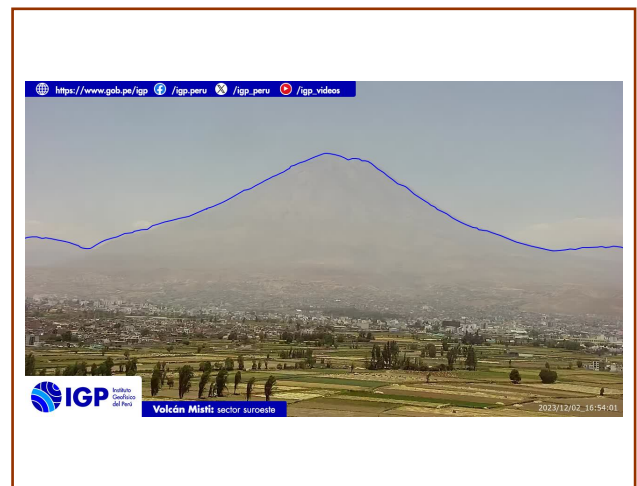 https://www.gob.pe/igp /igp.peru /igp_peru /igp_videos
IGP Instituto
Geofísico
del Perú
Volcán Misti: sector suroeste
2023/12/02_16:54:01